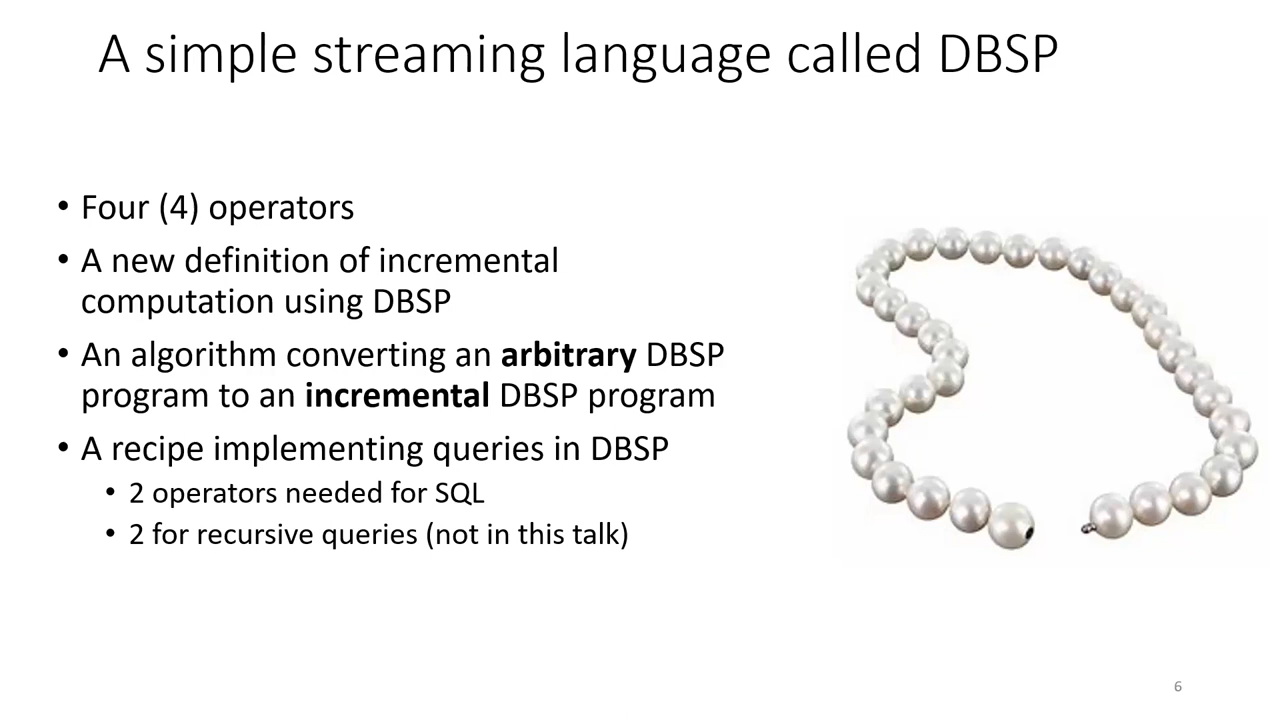 A simple streaming language called DBSP
• Four (4) operators
• A new definition of incremental
computation using DBSP
• An algorithm converting an arbitrary DBSP
program to an incremental DBSP program
• A recipe implementing queries in DBSP
• 2 operators needed for SQL
• 2 for recursive queries (not in this talk)
6